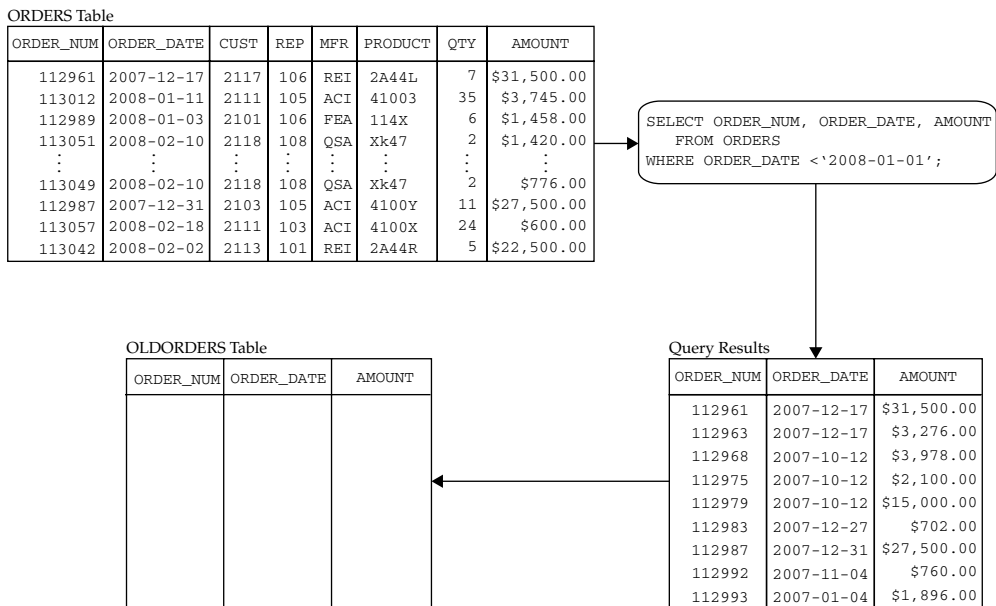 ORDERS Table
ORDER_NUM ORDER_DATE CUST REP MFR PRODUCT QTY AMOUNT
112961 2007-12-17 2117 106 REI 2A44L 7 $31,500.00
113012 2008-01-11 2111 105 ACI 41003 35 $3,745.00
112989 2008-01-03 2101 106 FEA 114X 6 $1,458.00
113051 2008-02-10 2118 108 QSA Xk47 2 $1,420.00
113049 2008-02-10 2118 108 QSA Xk47 2 $776.00
112987 2007-12-31 2103 105 ACI 4100Y 11 $27,500.00
113057 2008-02-18 2111 103 ACI 4100X 24 $600.00
113042 2008-02-02 2113 101 REI 2A44R 5 $22,500.00
SELECT ORDER_NUM, ORDER_DATE, AMOUNT
FROM ORDERS
WHERE ORDER_DATE <‘2008-01-01’;
OLDORDERS Table
ORDER_NUM ORDER_DATE AMOUNT
Query Results
ORDER_NUM ORDER_DATE AMOUNT
112961 2007-12-17 $31,500.00
112963 2007-12-17 $3,276.00
112968 2007-10-12 $3,978.00
112975 2007-10-12 $2,100.00
112979 2007-10-12 $15,000.00
112983 2007-12-27 $702.00
112987 2007-12-31 $27,500.00
112992 2007-11-04 $760.00
112993 2007-01-04 $1,896.00